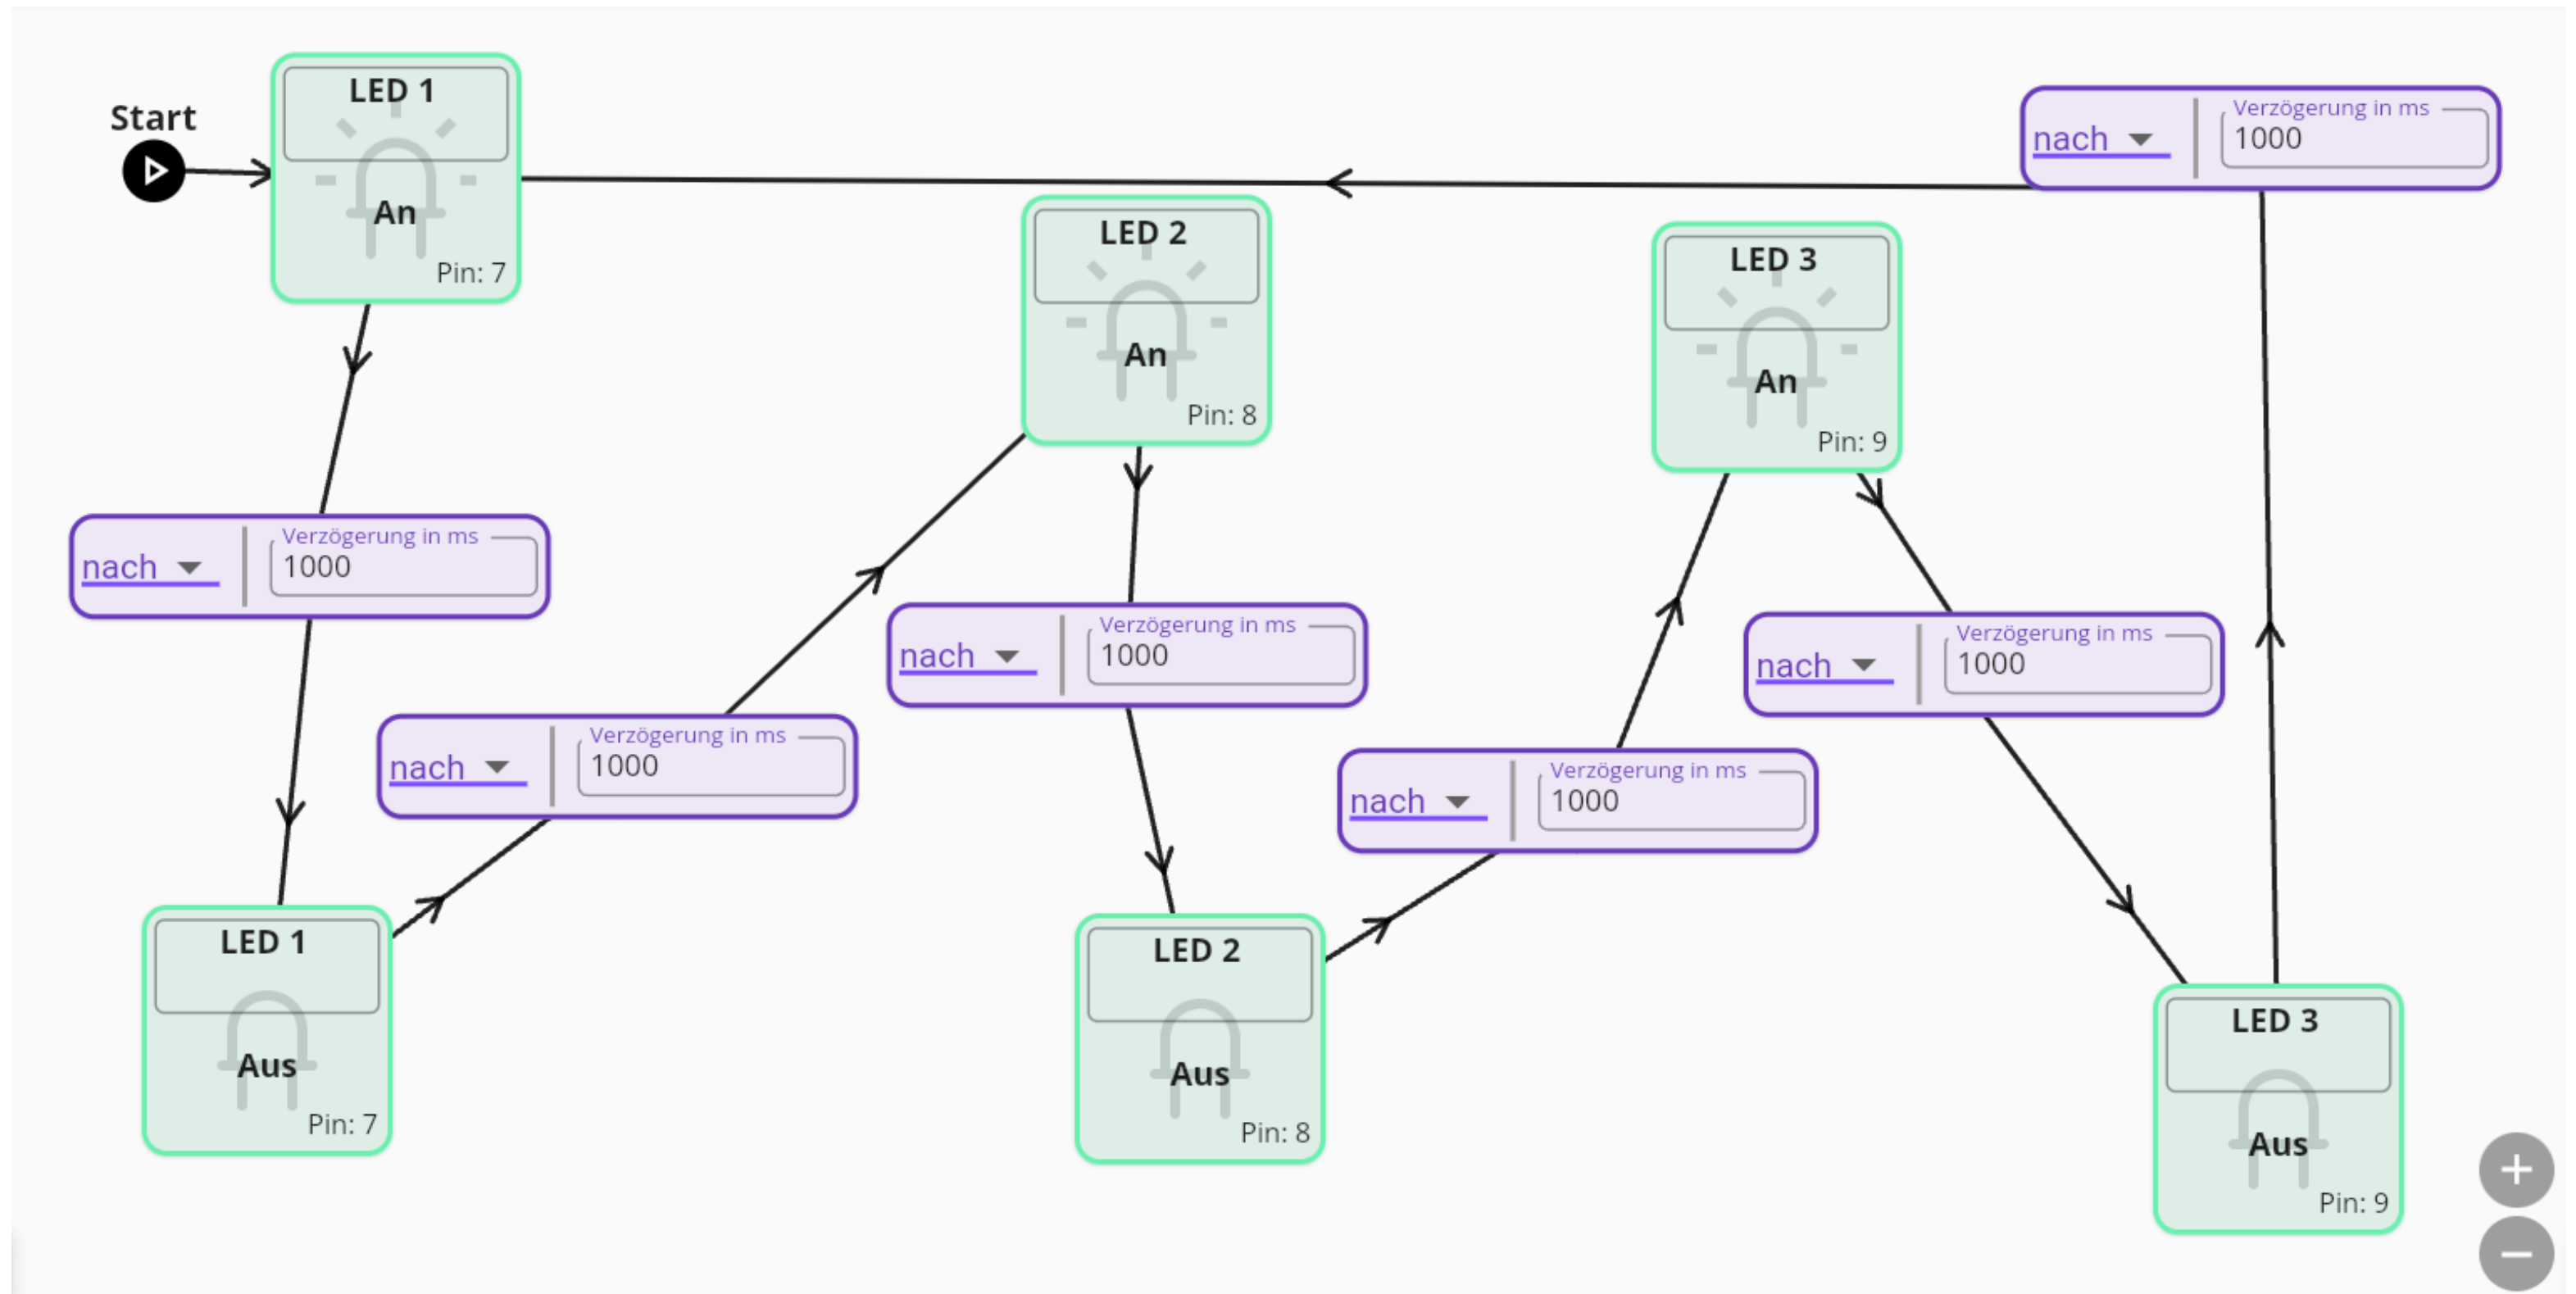 Start
LED 1
An
Pin: 7
nach
Verzögerung in ms
1000
LED 2
An
Pin: 8
LED 3
An
Pin: 9
nach
Verzögerung in ms
1000
nach
Verzögerung in ms
1000
nach
Verzögerung in ms
1000
nach
Verzögerung in ms
1000
nach
Verzögerung in ms
1000
LED 1
Aus
Pin: 7
LED 2
Aus
Pin: 8
LED 3
Aus
Pin: 9